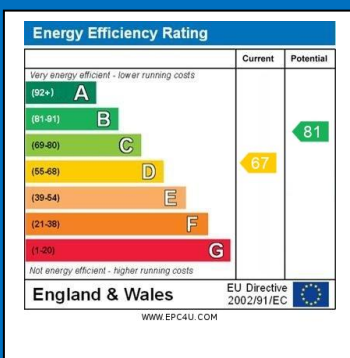 Energy Efficiency Rating
Current Potential
Very energy efficient - lower running costs
(92+) A
(81-91) B
81
(69-80) C
(55-68) D
67
(39-54) E
(21-38) F
(1-20) G
Not energy efficient - higher running costs
England & Wales
EU Directive
2002/91/EC
WWW.EPC4U.COM